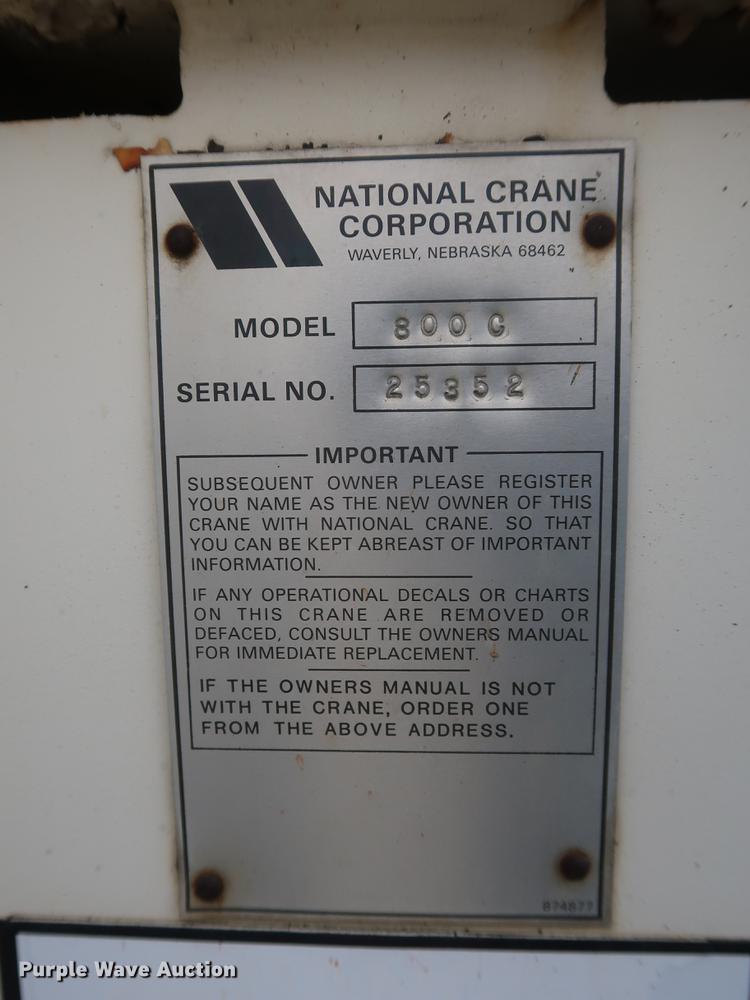 NATIONAL CRANE
CORPORATION
WAVERLY, NEBRASKA 68462
MODEL 800C
SERIAL NO. 25352
IMPORTANT
SUBSEQUENT OWNER PLEASE REGISTER
YOUR NAME AS THE NEW OWNER OF THIS
CRANE WITH NATIONAL CRANE. SO THAT
YOU CAN BE KEPT ABREAST OF IMPORTANT
INFORMATION.
IF ANY OPERATIONAL DECALS OR CHARTS
ON THIS CRANE ARE REMOVED OR
DEFACED, CONSULT THE OWNERS MANUAL
FOR IMMEDIATE REPLACEMENT.
IF THE OWNERS MANUAL IS NOT
WITH THE CRANE, ORDER ONE
FROM THE ABOVE ADDRESS.
Purple Wave Auction